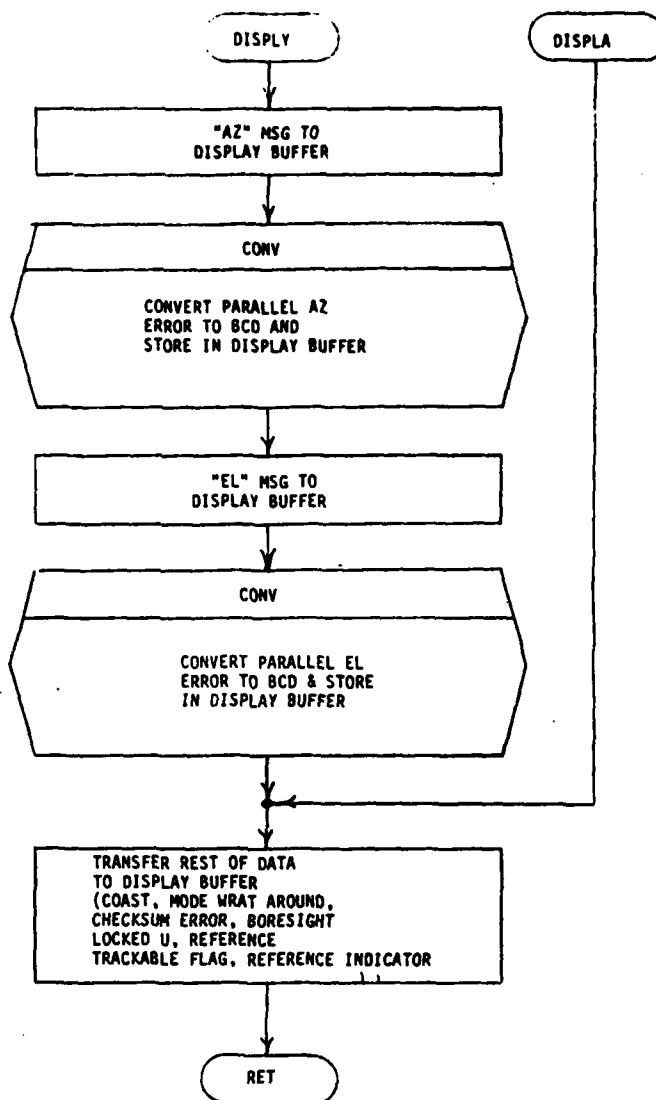 DISPLY
DISPLA
"AZ" MSG TO
DISPLAY BUFFER
CONV
CONVERT PARALLEL AZ
ERROR TO BCD AND
STORE IN DISPLAY BUFFER
"EL" MSG TO
DISPLAY BUFFER
CONV
CONVERT PARALLEL EL
ERROR TO BCD & STORE
IN DISPLAY BUFFER
TRANSFER REST OF DATA
TO DISPLAY BUFFER
(COAST, MODE WRAT AROUND,
CHECKSUM ERROR, BORESIGHT
LOCKED U, REFERENCE
TRACKABLE FLAG, REFERENCE INDICATOR
RET